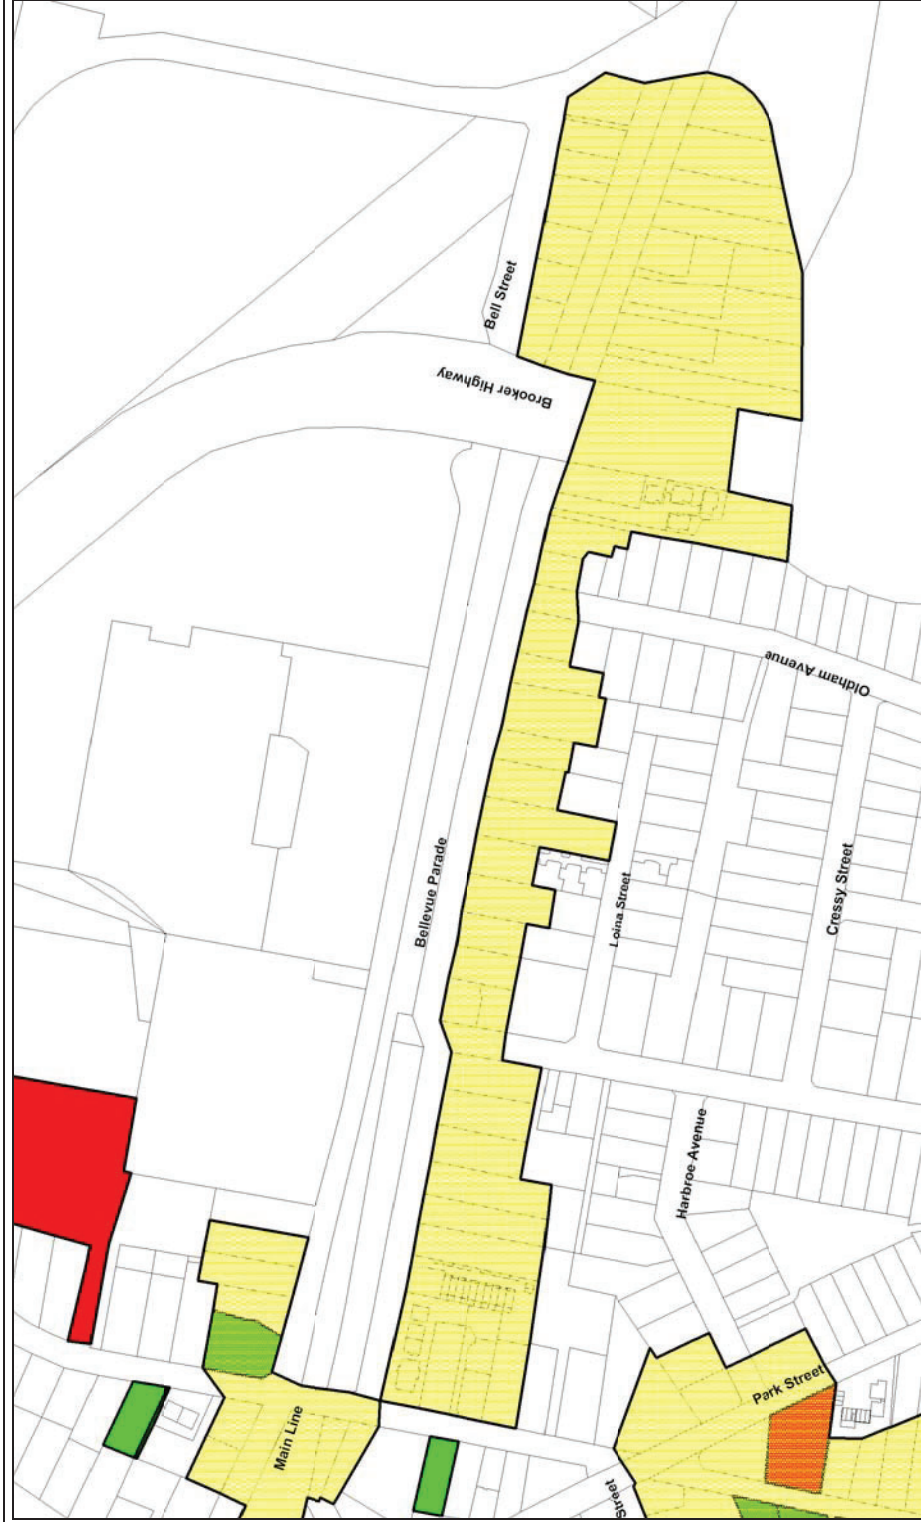 Bell Street
Brooker Highway
Oldham Avenue
Bellevue Parade
Loina Street
Cressy Street
Harbroe Avenue
Park Street
Main Line
Street